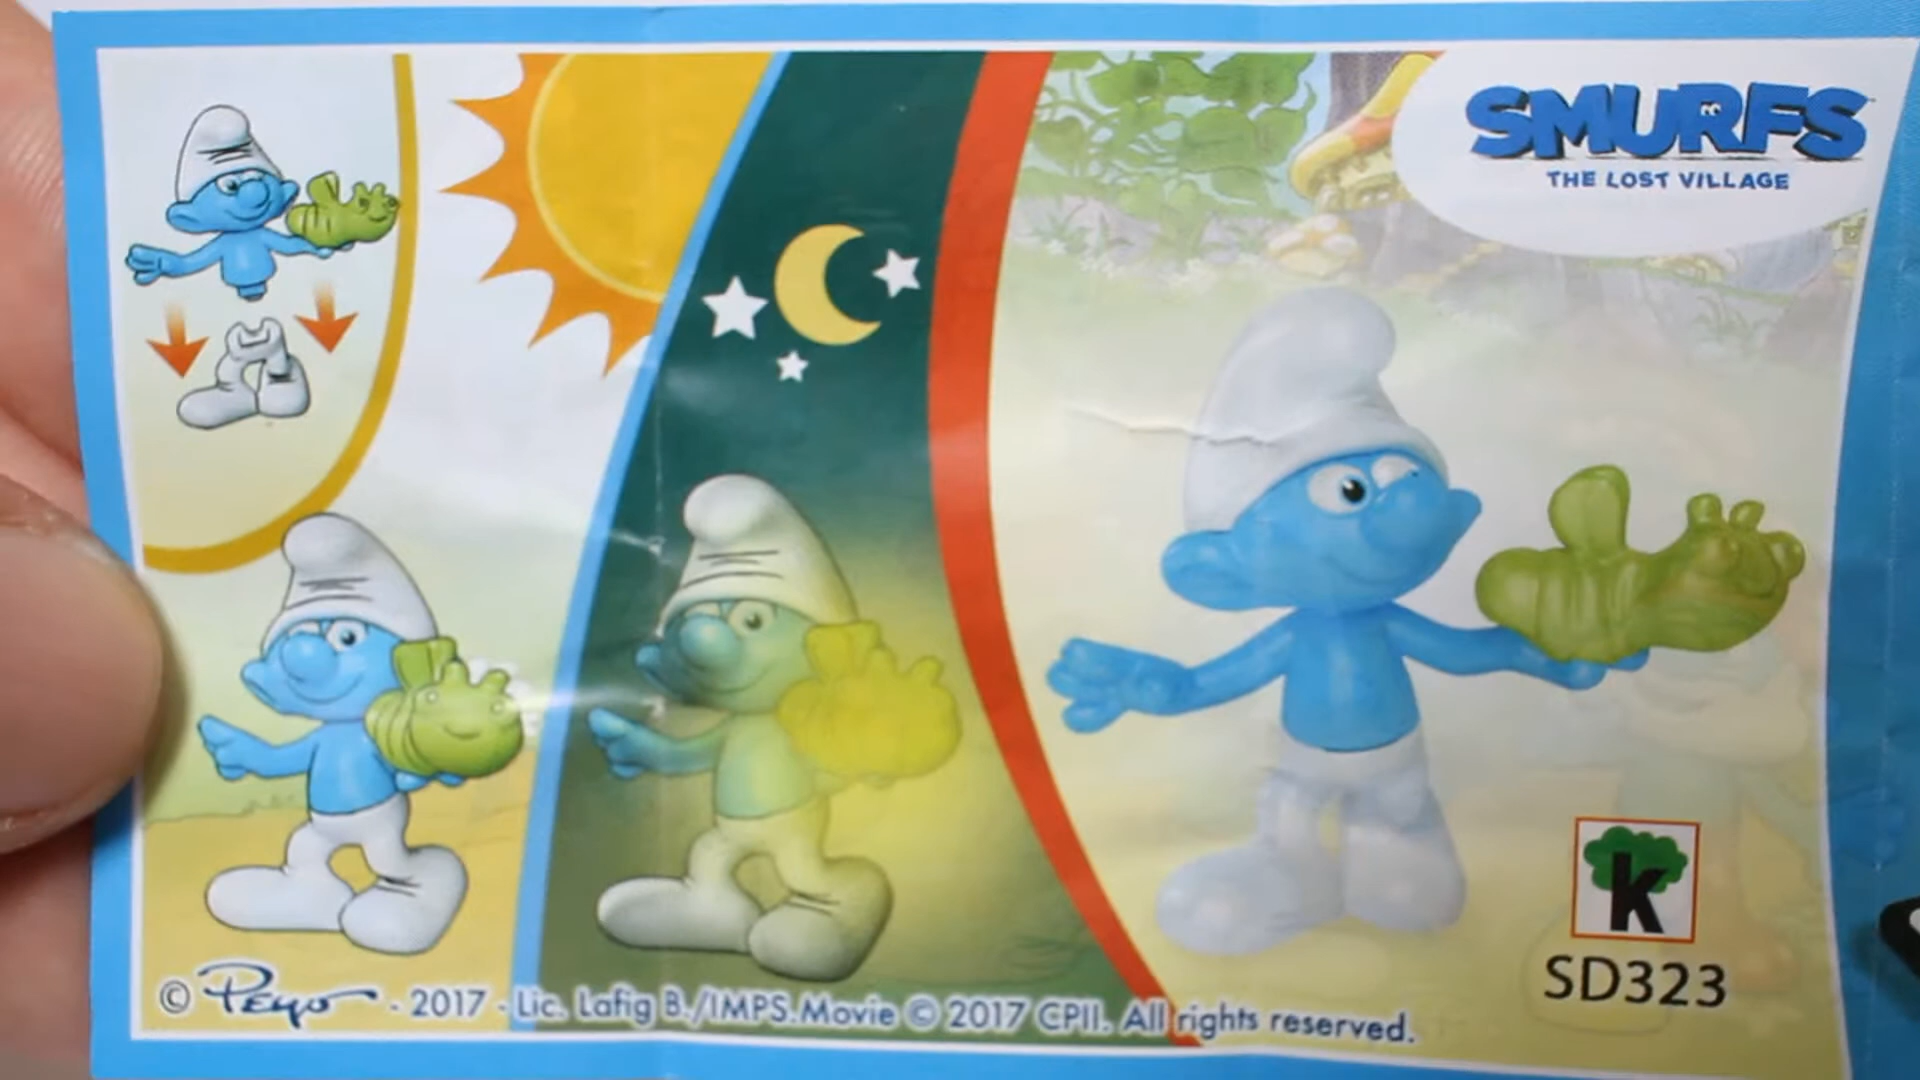 SMURFS
THE LOST VILLAGE
K
SD323
© Peyo - 2017 - Lic. Lafig B./IMPS.Movie © 2017 CPII. All rights reserved.